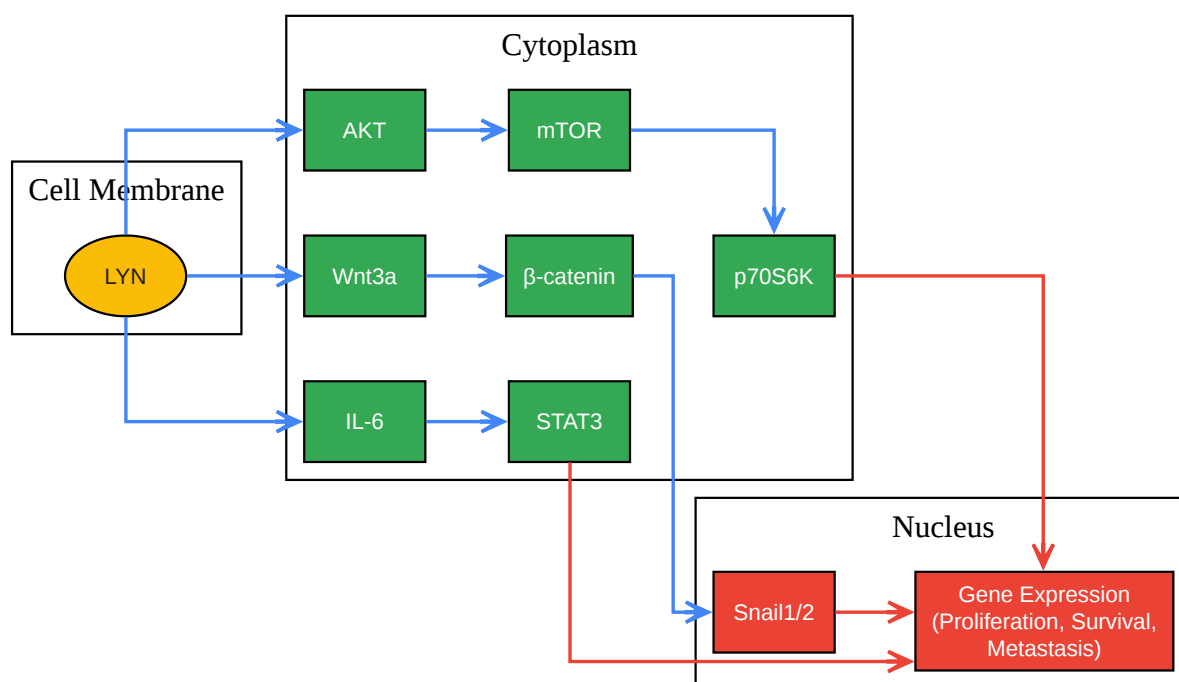 Cytoplasm
AKT
mTOR
Cell Membrane
LYN
Wnt3a
β-catenin
p70S6K
IL-6
STAT3
Nucleus
Snail1/2
Gene Expression
(Proliferation, Survival,
Metastasis)